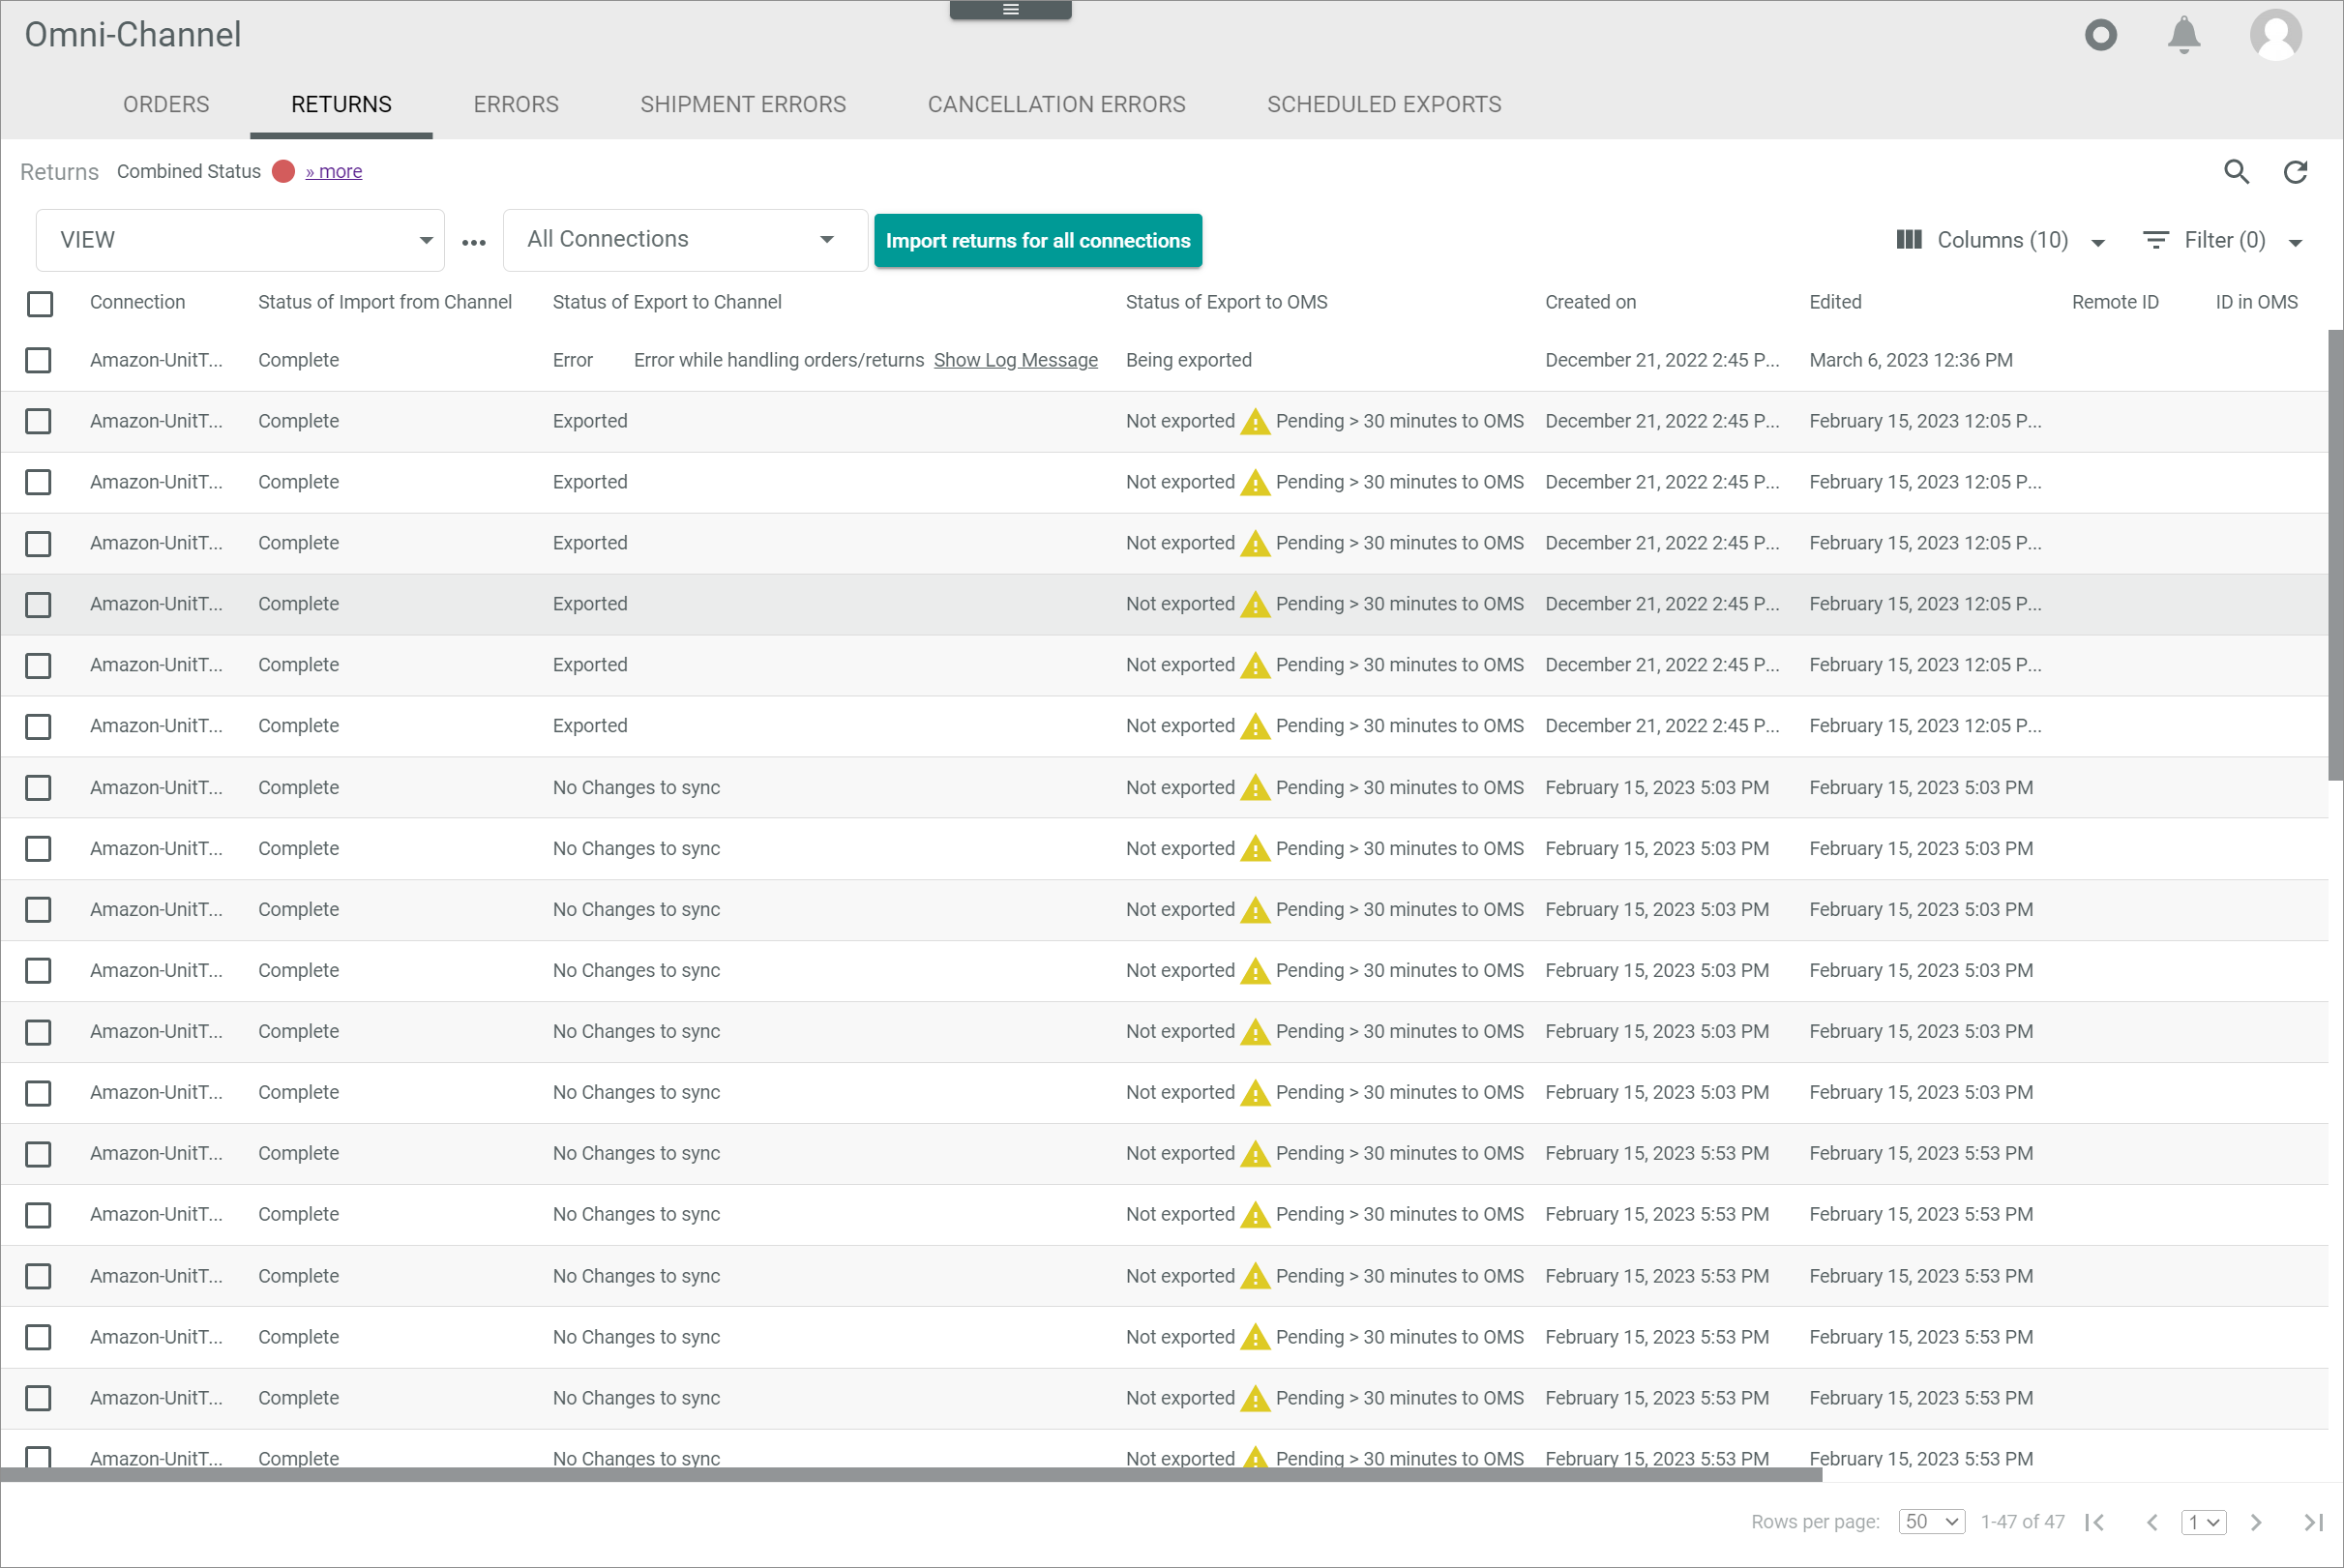 Omni-Channel
ORDERS RETURNS ERRORS SHIPMENT ERRORS CANCELLATION ERRORS SCHEDULED EXPORTS
Returns Combined Status » more
VIEW ... All Connections Import returns for all connections Columns (10) Filter (0)
Connection Status of Import from Channel Status of Export to Channel Status of Export to OMS Created on Edited Remote ID ID in OMS
Amazon-UnitT... Complete Error Error while handling orders/returns Show Log Message Being exported December 21, 2022 2:45 P... March 6, 2023 12:36 PM
Amazon-UnitT... Complete Exported Not exported Pending > 30 minutes to OMS December 21, 2022 2:45 P... February 15, 2023 12:05 P...
Amazon-UnitT... Complete Exported Not exported Pending > 30 minutes to OMS December 21, 2022 2:45 P... February 15, 2023 12:05 P...
Amazon-UnitT... Complete Exported Not exported Pending > 30 minutes to OMS December 21, 2022 2:45 P... February 15, 2023 12:05 P...
Amazon-UnitT... Complete Exported Not exported Pending > 30 minutes to OMS December 21, 2022 2:45 P... February 15, 2023 12:05 P...
Amazon-UnitT... Complete Exported Not exported Pending > 30 minutes to OMS December 21, 2022 2:45 P... February 15, 2023 12:05 P...
Amazon-UnitT... Complete Exported Not exported Pending > 30 minutes to OMS December 21, 2022 2:45 P... February 15, 2023 12:05 P...
Amazon-UnitT... Complete No Changes to sync Not exported Pending > 30 minutes to OMS February 15, 2023 5:03 PM February 15, 2023 5:03 PM
Amazon-UnitT... Complete No Changes to sync Not exported Pending > 30 minutes to OMS February 15, 2023 5:03 PM February 15, 2023 5:03 PM
Amazon-UnitT... Complete No Changes to sync Not exported Pending > 30 minutes to OMS February 15, 2023 5:03 PM February 15, 2023 5:03 PM
Amazon-UnitT... Complete No Changes to sync Not exported Pending > 30 minutes to OMS February 15, 2023 5:03 PM February 15, 2023 5:03 PM
Amazon-UnitT... Complete No Changes to sync Not exported Pending > 30 minutes to OMS February 15, 2023 5:03 PM February 15, 2023 5:03 PM
Amazon-UnitT... Complete No Changes to sync Not exported Pending > 30 minutes to OMS February 15, 2023 5:03 PM February 15, 2023 5:03 PM
Amazon-UnitT... Complete No Changes to sync Not exported Pending > 30 minutes to OMS February 15, 2023 5:53 PM February 15, 2023 5:53 PM
Amazon-UnitT... Complete No Changes to sync Not exported Pending > 30 minutes to OMS February 15, 2023 5:53 PM February 15, 2023 5:53 PM
Amazon-UnitT... Complete No Changes to sync Not exported Pending > 30 minutes to OMS February 15, 2023 5:53 PM February 15, 2023 5:53 PM
Amazon-UnitT... Complete No Changes to sync Not exported Pending > 30 minutes to OMS February 15, 2023 5:53 PM February 15, 2023 5:53 PM
Amazon-UnitT... Complete No Changes to sync Not exported Pending > 30 minutes to OMS February 15, 2023 5:53 PM February 15, 2023 5:53 PM
Amazon-UnitT... Complete No Changes to sync Not exported Pending > 30 minutes to OMS February 15, 2023 5:53 PM February 15, 2023 5:53 PM
Rows per page: 50 1-47 of 47 1